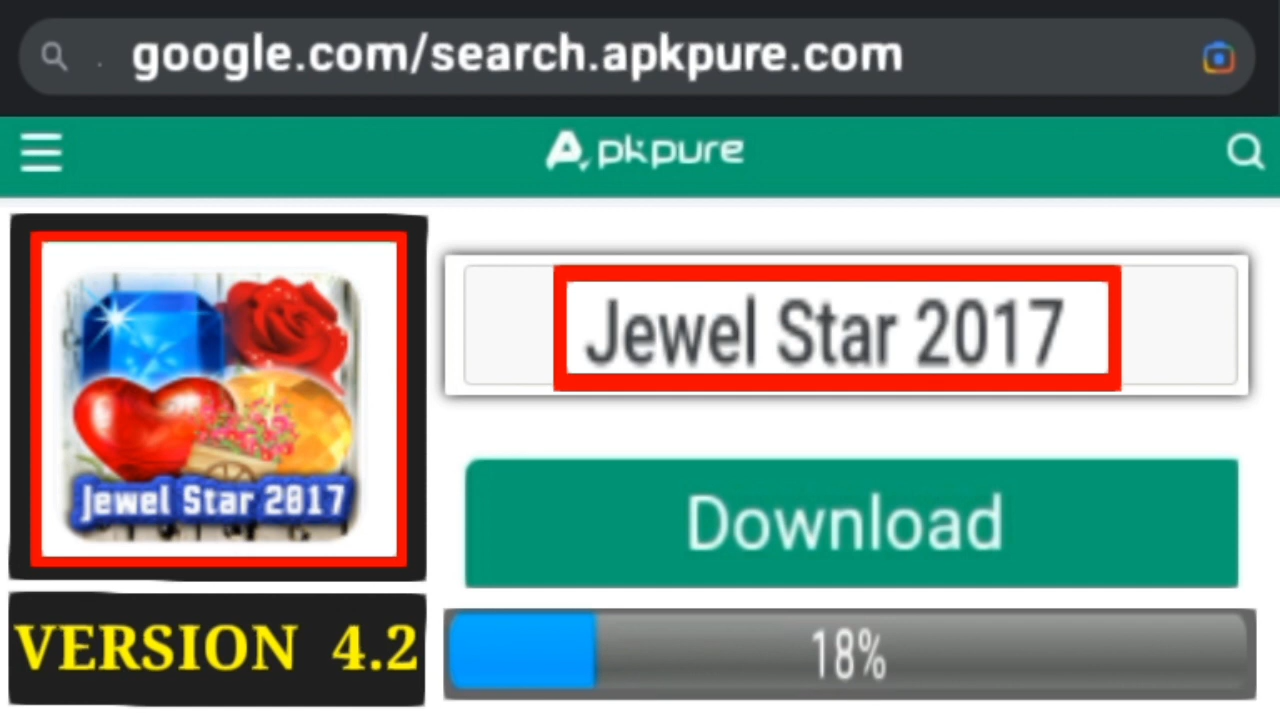 google.com/search.apkpure.com
Apkpure
Jewel Star 2017
Jewel Star 2017
Download
VERSION 4.2
18%